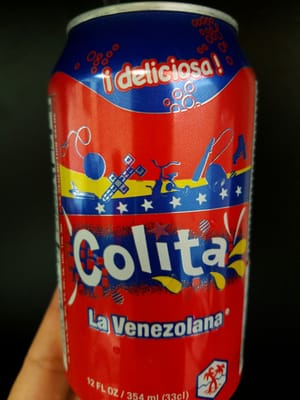 ¡deliciosa!
Colita
La Venezolana®
12 FL OZ / 354 ml (33cl)